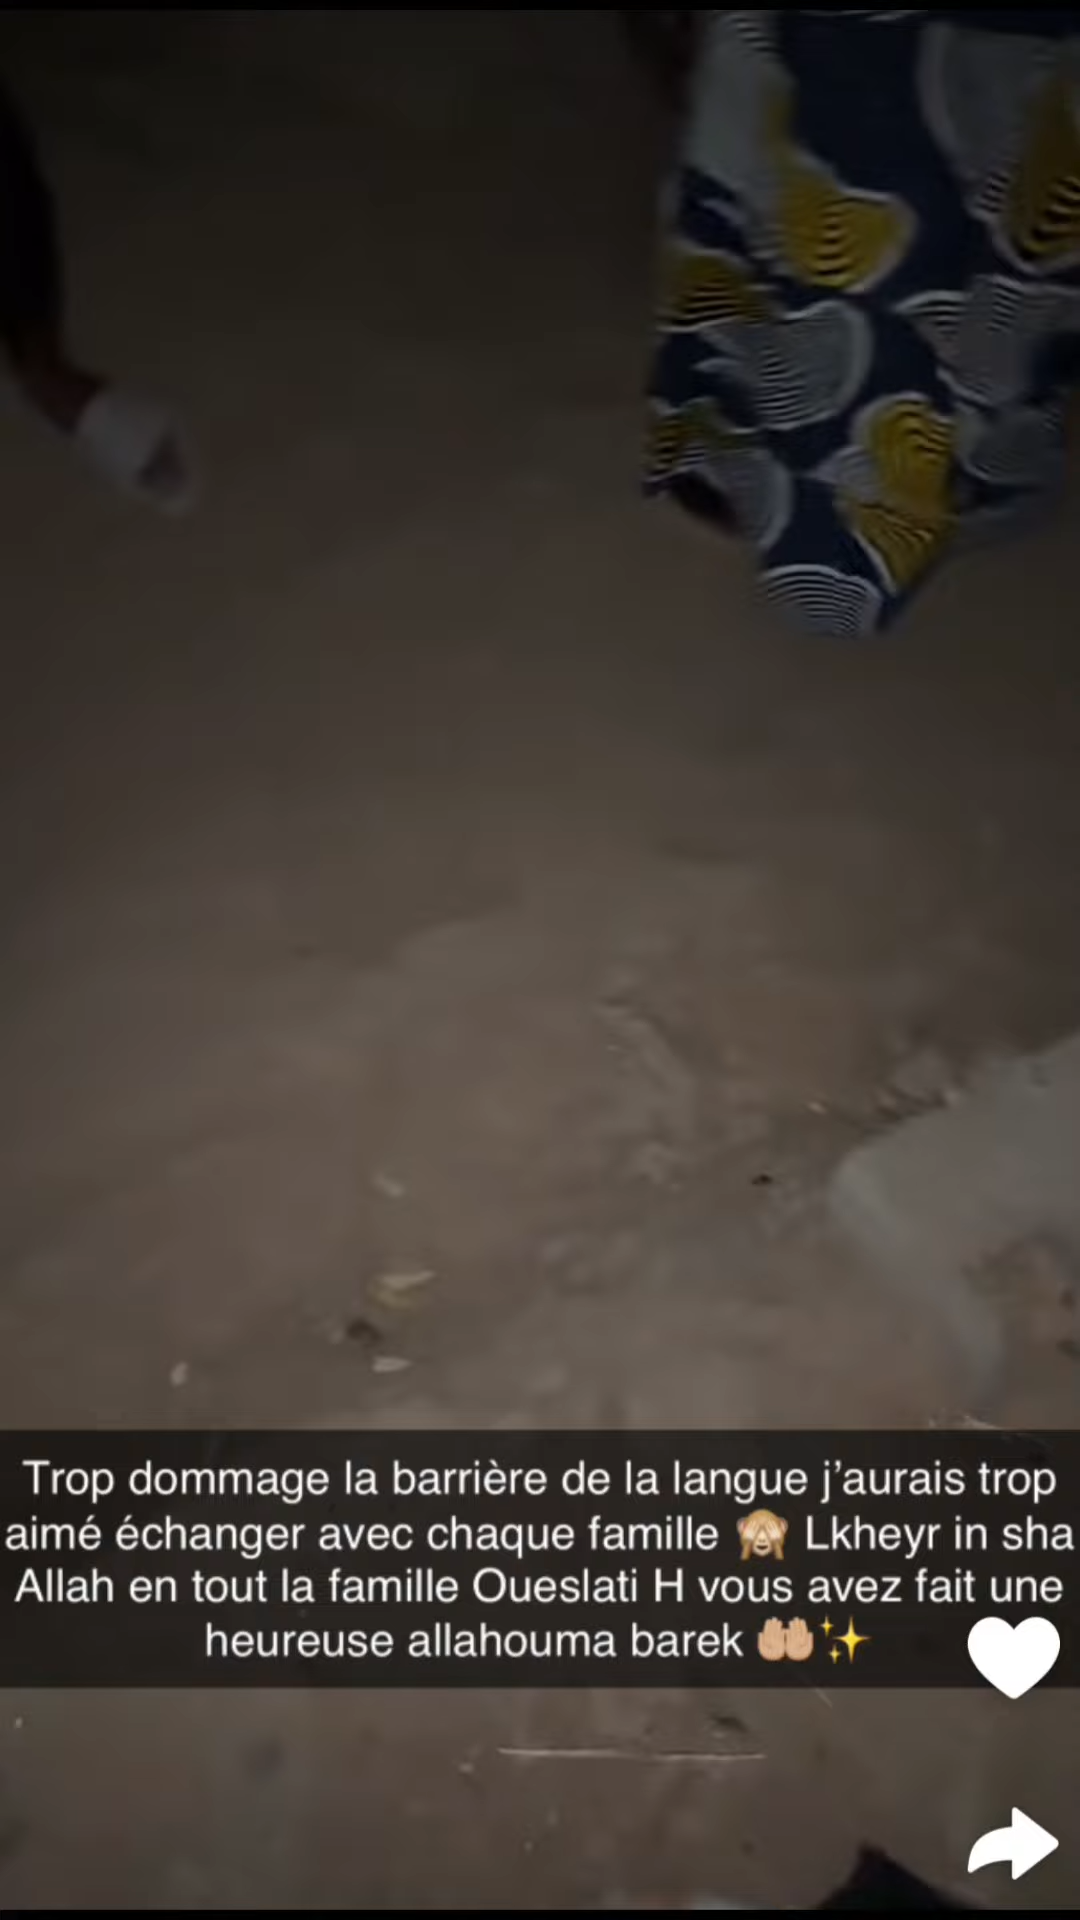 Trop dommage la barrière de la langue j’aurais trop
aimé échanger avec chaque famille 🙈 Lkheyr in sha
Allah en tout la famille Oueslati H vous avez fait une
heureuse allahouma barek 🤲🏼✨